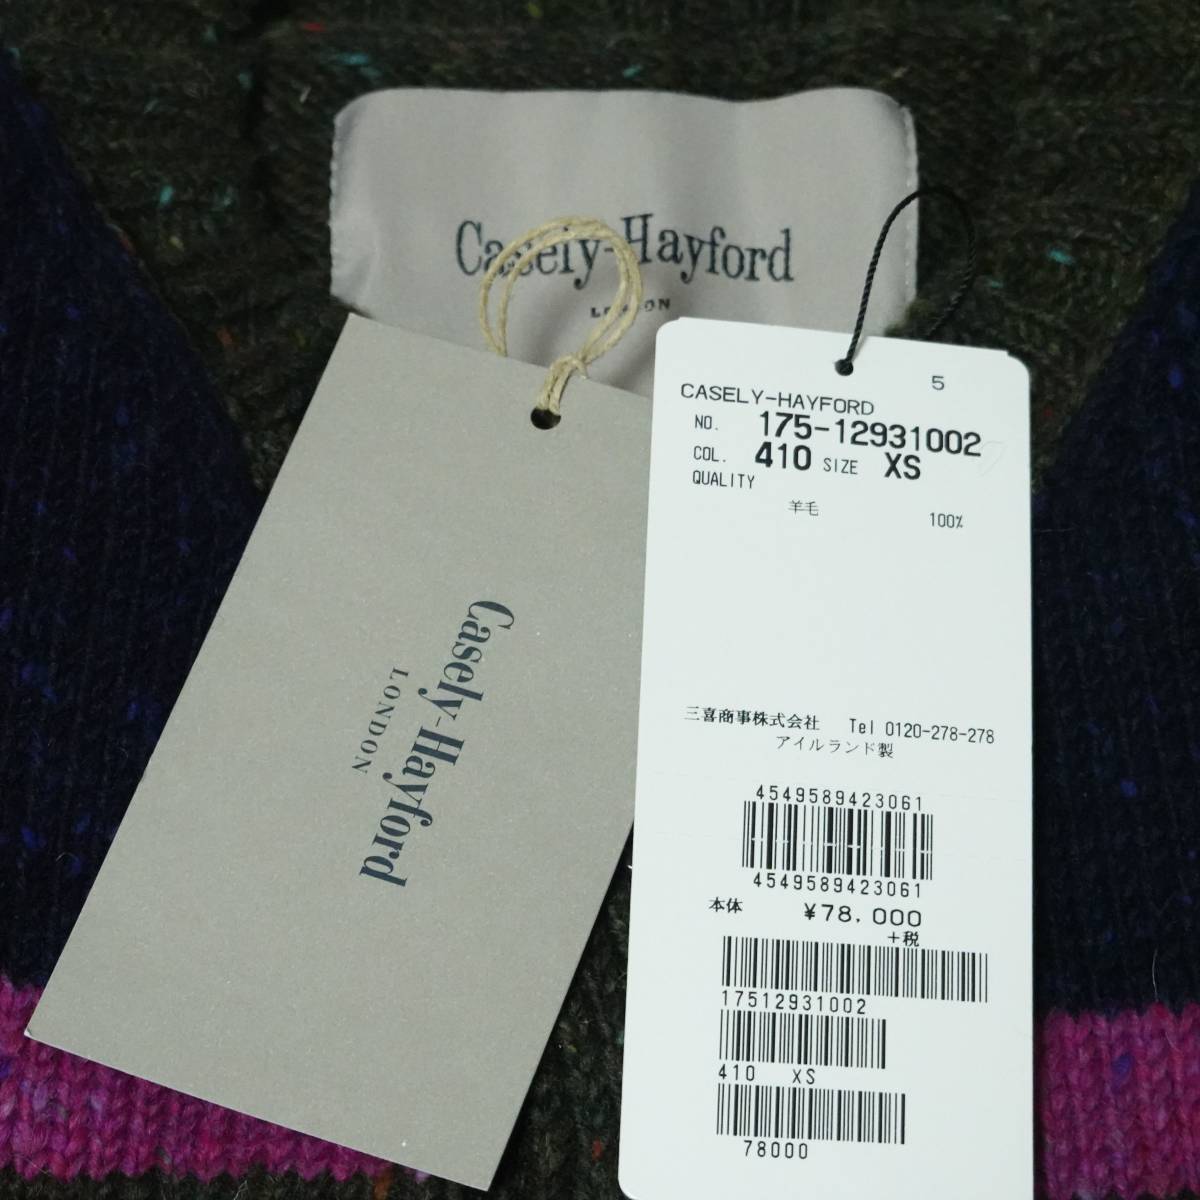 Casely-Hayford
LONDON
Casely-Hayford
LONDON
5
CASELY-HAYFORD
NO. 175-12931002
COL. 410 SIZE XS
QUALITY
羊毛 100%
三喜商事株式会社 Tel 0120-278-278
アイルランド製
4549589423061
4549589423061
本体 ¥78,000
+税
17512931002
410 XS
78000